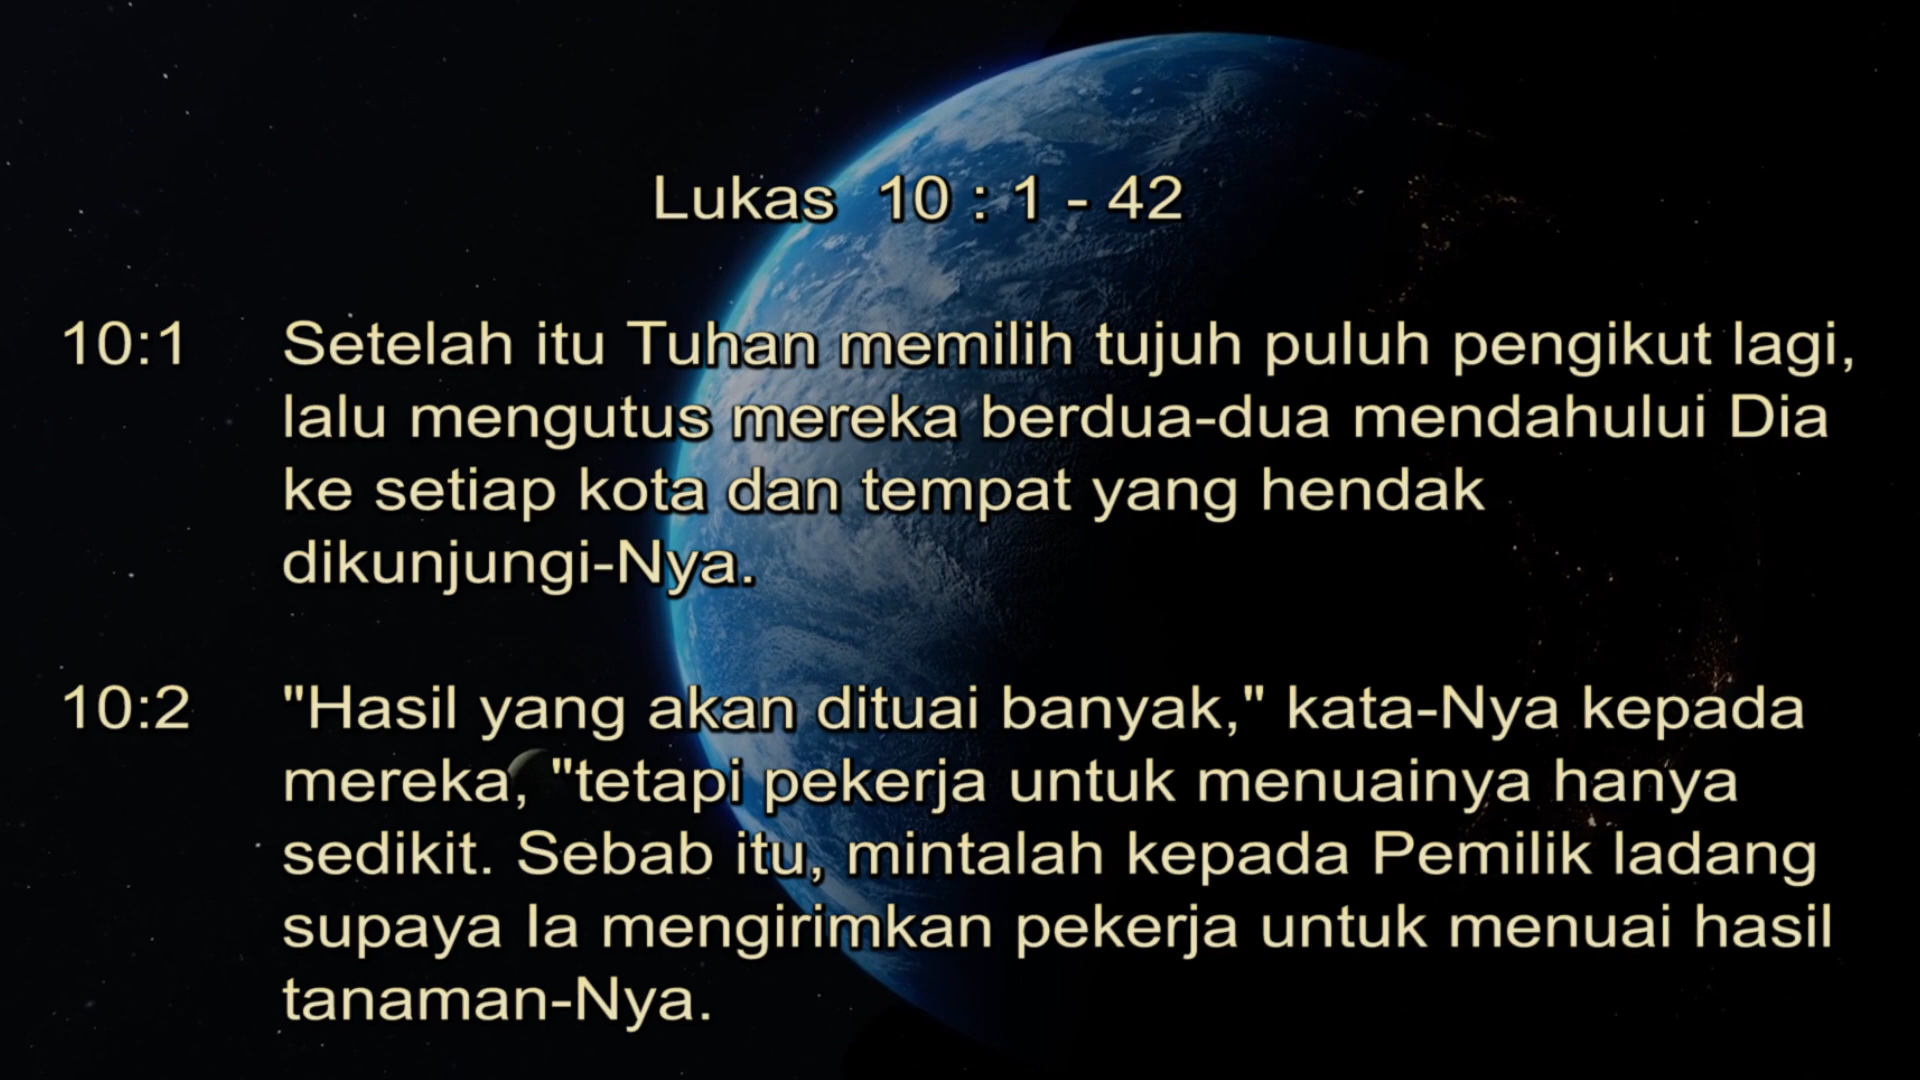 Lukas 10 : 1 - 42
10:1 Setelah itu Tuhan memilih tujuh puluh pengikut lagi,
lalu mengutus mereka berdua-dua mendahului Dia
ke setiap kota dan tempat yang hendak
dikunjungi-Nya.
10:2 "Hasil yang akan dituai banyak," kata-Nya kepada
mereka, "tetapi pekerja untuk menuainya hanya
sedikit. Sebab itu, mintalah kepada Pemilik ladang
supaya Ia mengirimkan pekerja untuk menuai hasil
tanaman-Nya.